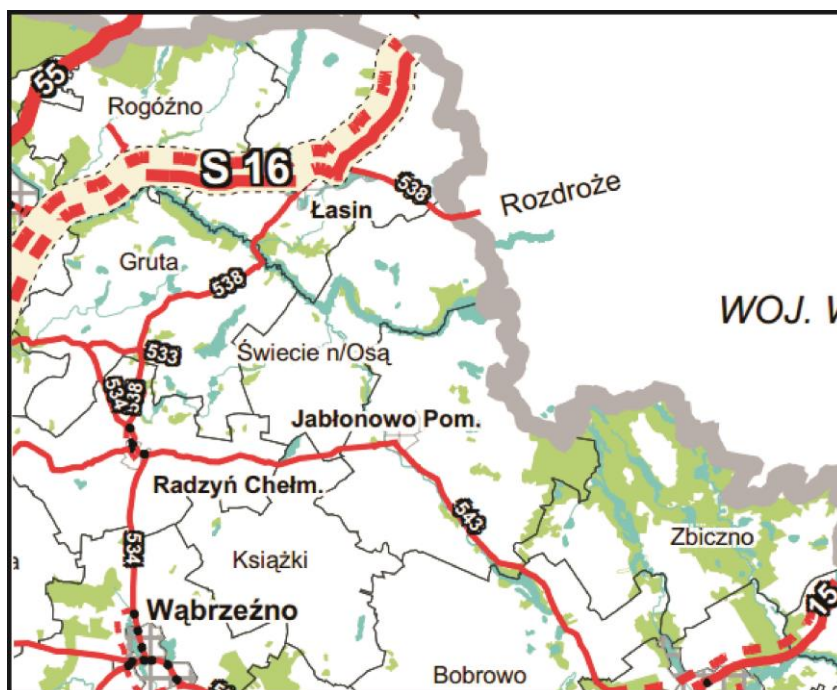 55
Rogóźno
S 16
538
Rozdroże
Łasin
Gruta
538
WOJ. W
533
Świecie n/Osą
534
538
Jabłonowo Pom.
Radzyń Chełm.
543
534
Książki
Zbiczno
a
Wąbrzeźno
15
Bobrowo